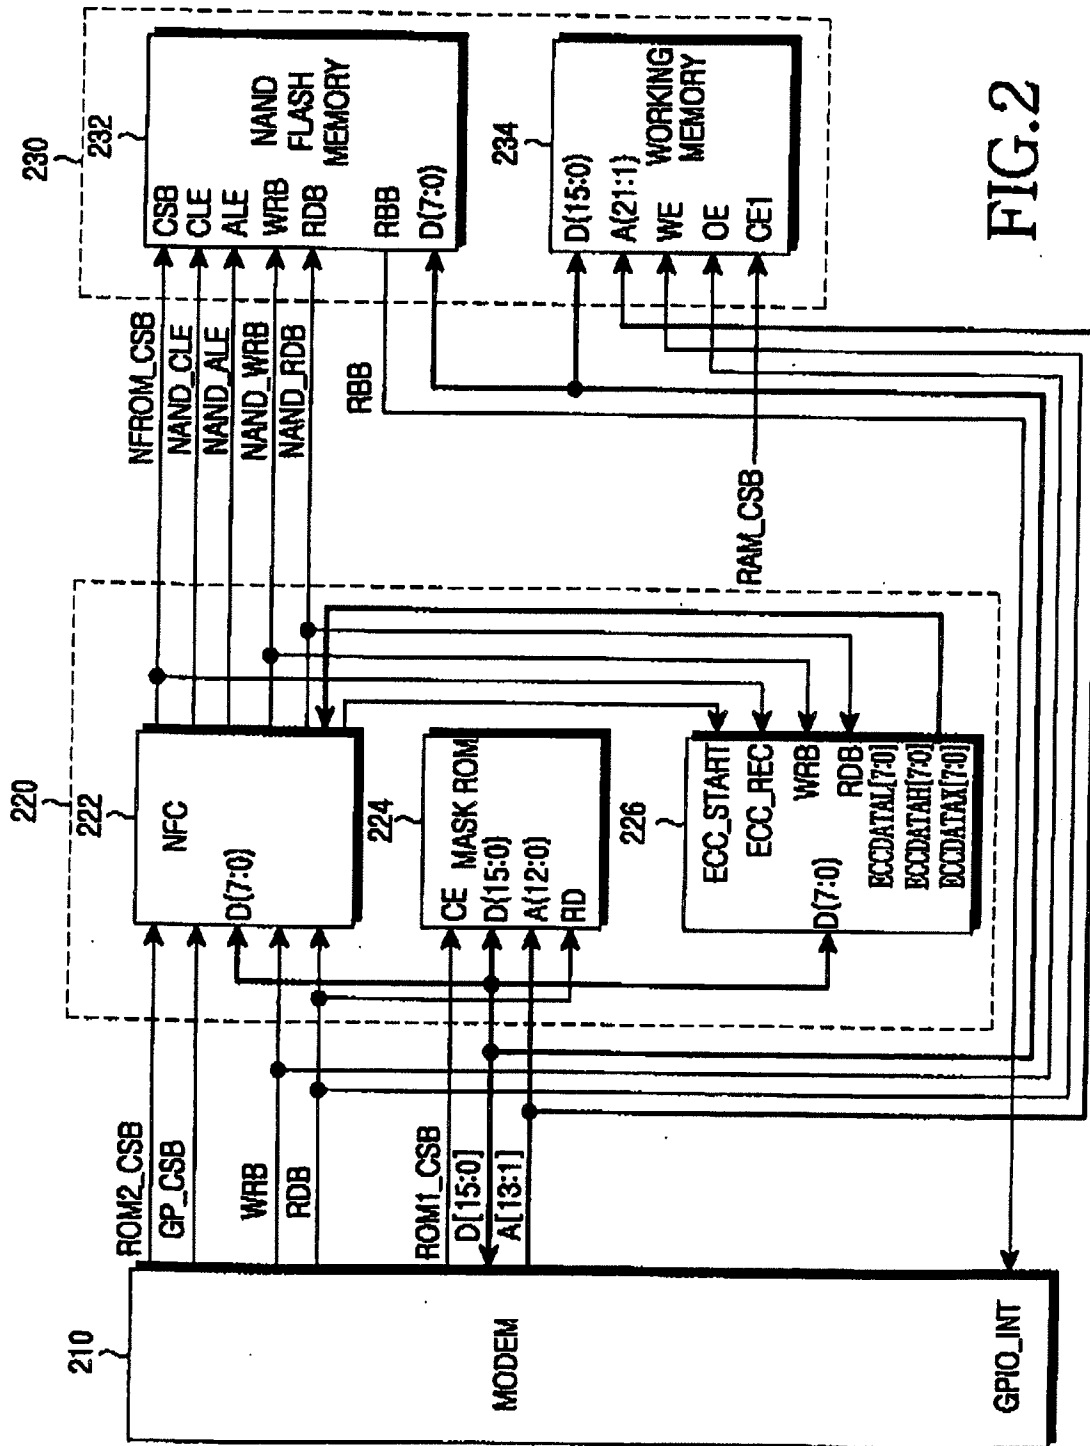 210
MODEM
GPIO_INT
ROM2_CSB
GP_CSB
WRB
RDB
ROM1_CSB
D[15:0]
A[13:1]
220
222
NFC
D(7:0)
224
CE
MASK ROM
D(15:0)
A(12:0)
RD
226
ECC_START
ECC_REC
WRB
RDB
D(7:0)
ECCDATAL[7:0]
ECCDATAH[7:0]
ECCDATAX[7:0]
NFROM_CSB
NAND_CLE
NAND_ALE
NAND_WRB
NAND_RDB
RBB
RAM_CSB
230
232
CSB
CLE
ALE
WRB
RDB
RBB
D(7:0)
NAND
FLASH
MEMORY
234
D(15:0)
A(21:1)
WE
OE
CE1
WORKING
MEMORY
FIG.2